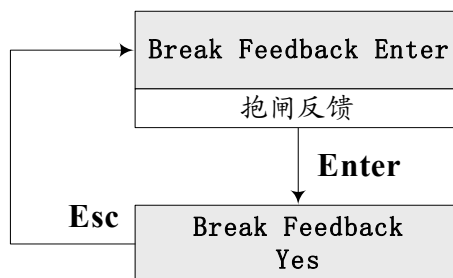 Break Feedback Enter
抱闸反馈
Enter
Esc
Break Feedback
Yes